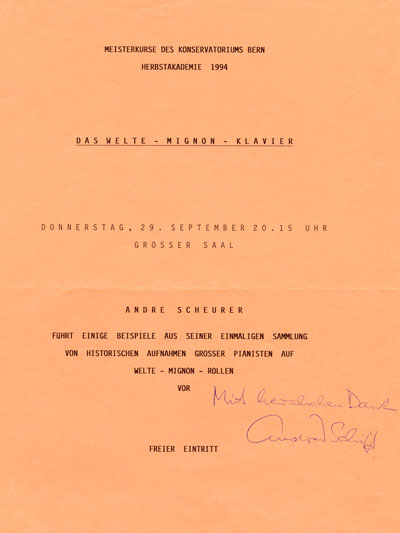 MEISTERKURSE DES KONSERVATORIUMS BERN
HERBSTAKADEMIE 1994
DAS WELTE - MIGNON - KLAVIER
DONNERSTAG, 29. SEPTEMBER 20.15 UHR
GROSSER SAAL
ANDRE SCHEURER
FÜHRT EINIGE BEISPIELE AUS SEINER EINMALIGEN SAMMLUNG
VON HISTORISCHEN AUFNAHMEN GROSSER PIANISTEN AUF
WELTE - MIGNON - ROLLEN
VOR
Mit herzlichem Dank
András Schiff
FREIER EINTRITT